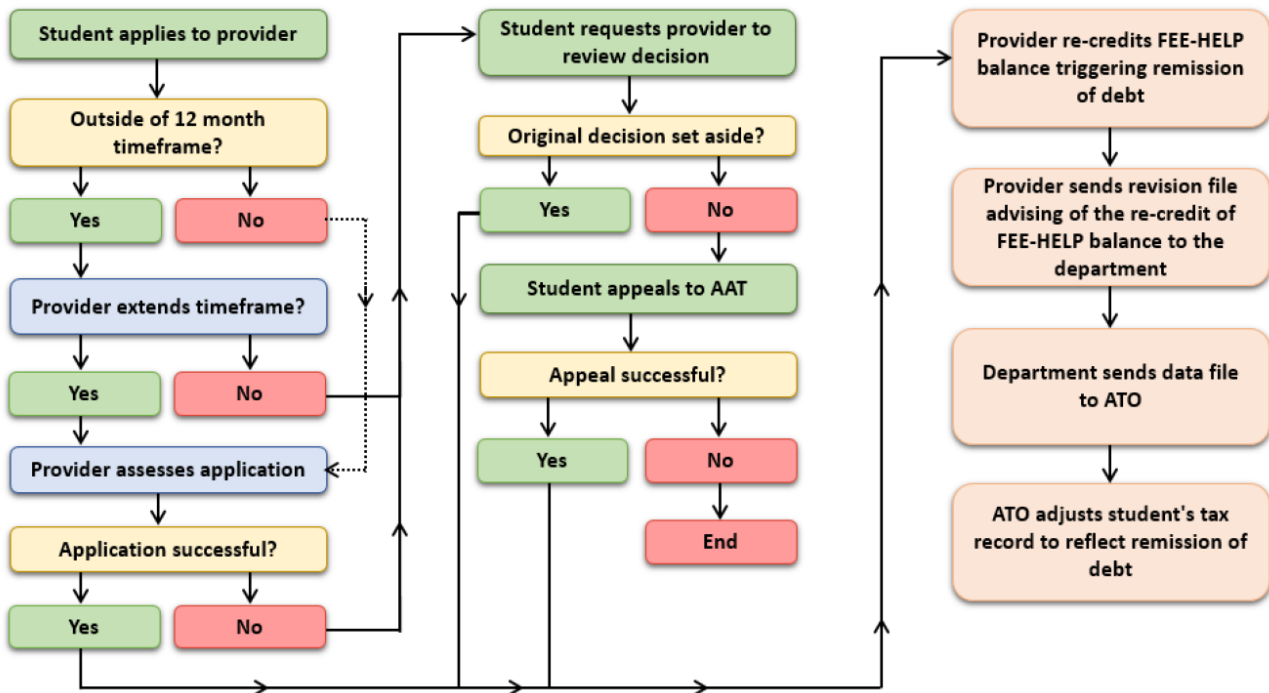 Student applies to provider
Outside of 12 month
timeframe?
Yes
No
Provider extends timeframe?
Yes
No
Provider assesses application
Application successful?
Yes
No
Student requests provider to
review decision
Original decision set aside?
Yes
No
Student appeals to AAT
Appeal successful?
Yes
No
End
Provider re-credits FEE-HELP
balance triggering remission
of debt
Provider sends revision file
advising of the re-credit of
FEE-HELP balance to the
department
Department sends data file
to ATO
ATO adjusts student's tax
record to reflect remission of
debt